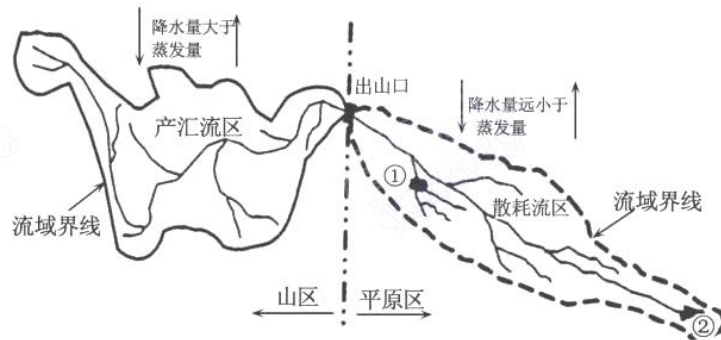 降水量大于
蒸发量
出山口
降水量远小于
蒸发量
产汇流区
①
散耗流区
流域界线
流域界线
山区
平原区
②